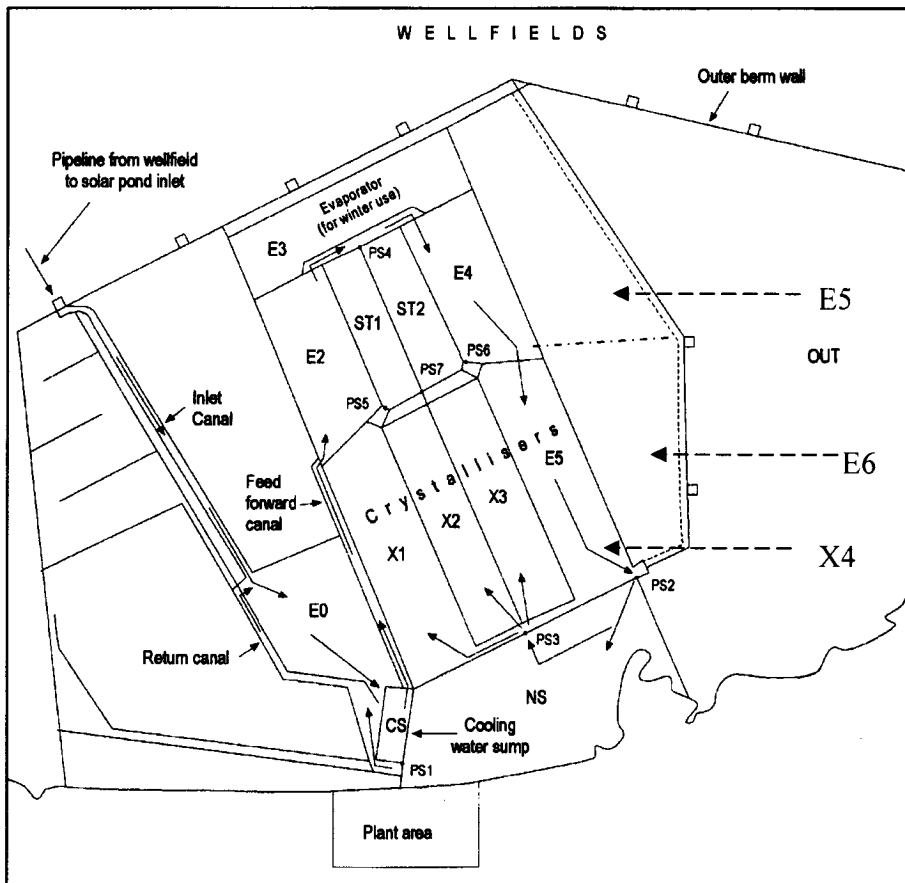 WELLFIELDS
Outer berm wall
Pipeline from wellfield
to solar pond inlet
Evaporator
(for winter use)
E3
PS4
E4
E5
ST1
ST2
OUT
E2
PS6
PS7
PS5
Inlet
Canal
Crystallisers
E5
E6
Feed
forward
canal
X3
X2
X1
X4
PS2
E0
PS3
Return canal
NS
CS
Cooling
water sump
PS1
Plant area